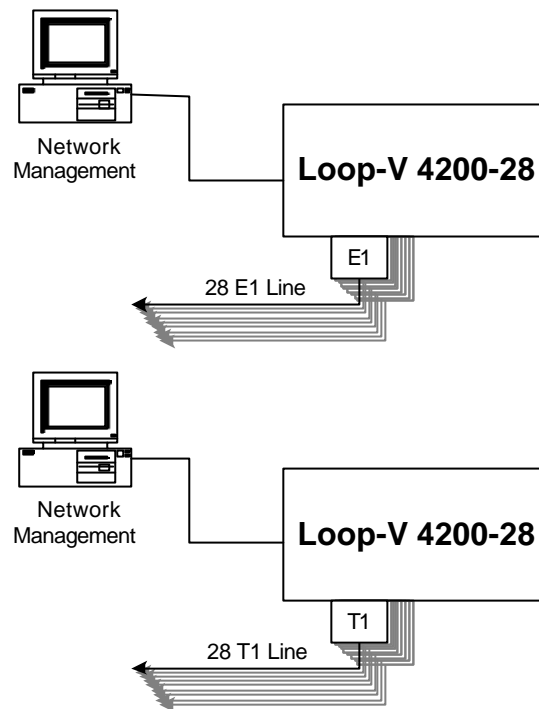 Network
Management
Loop-V 4200-28
E1
28 E1 Line
Network
Management
Loop-V 4200-28
T1
28 T1 Line